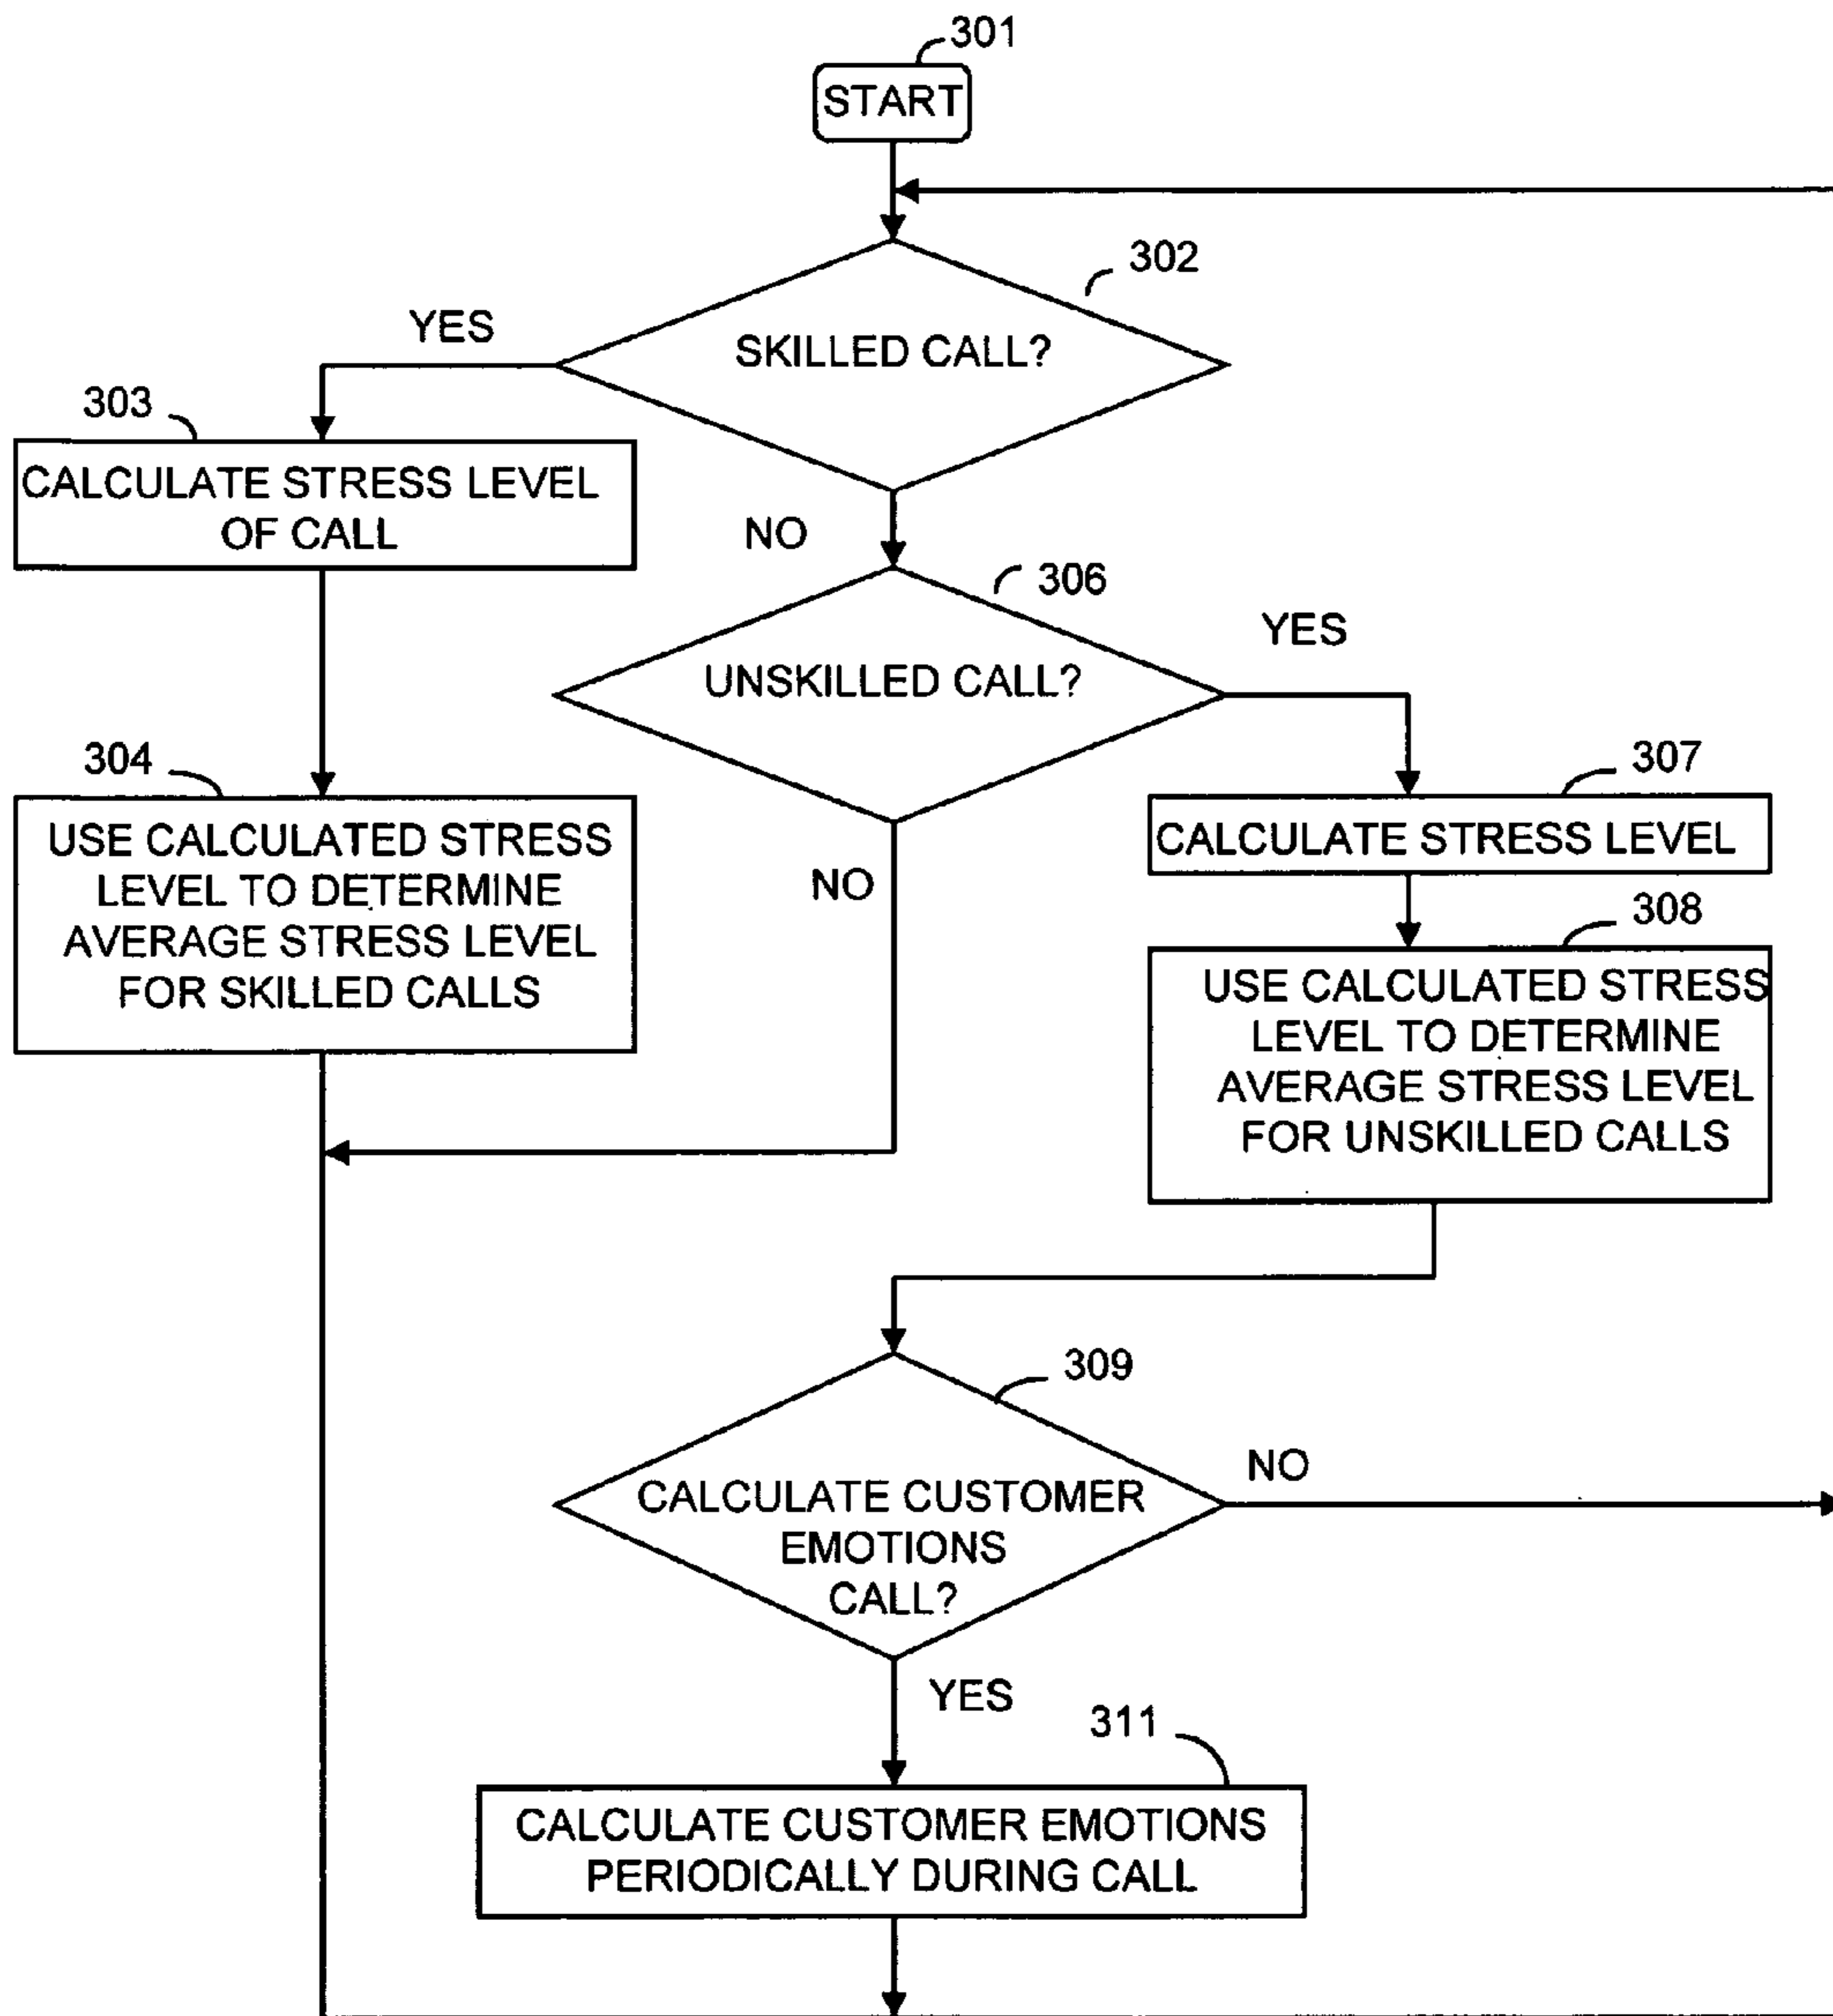 301
START
302
SKILLED CALL?
YES
303
CALCULATE STRESS LEVEL
OF CALL
NO
306
UNSKILLED CALL?
YES
304
USE CALCULATED STRESS
LEVEL TO DETERMINE
AVERAGE STRESS LEVEL
FOR SKILLED CALLS
NO
307
CALCULATE STRESS LEVEL
308
USE CALCULATED STRESS
LEVEL TO DETERMINE
AVERAGE STRESS LEVEL
FOR UNSKILLED CALLS
309
CALCULATE CUSTOMER
EMOTIONS
CALL?
NO
YES
311
CALCULATE CUSTOMER EMOTIONS
PERIODICALLY DURING CALL